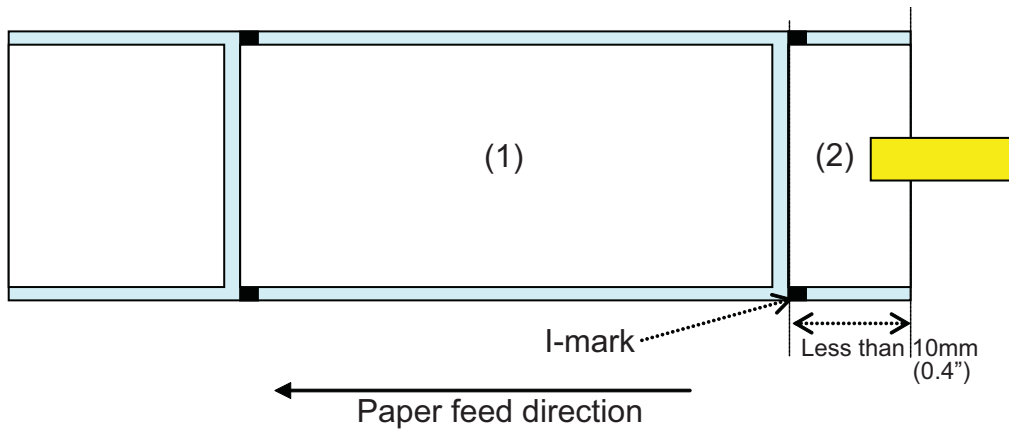 (1)
(2)
I-mark
Less than 10mm
(0.4”)
Paper feed direction